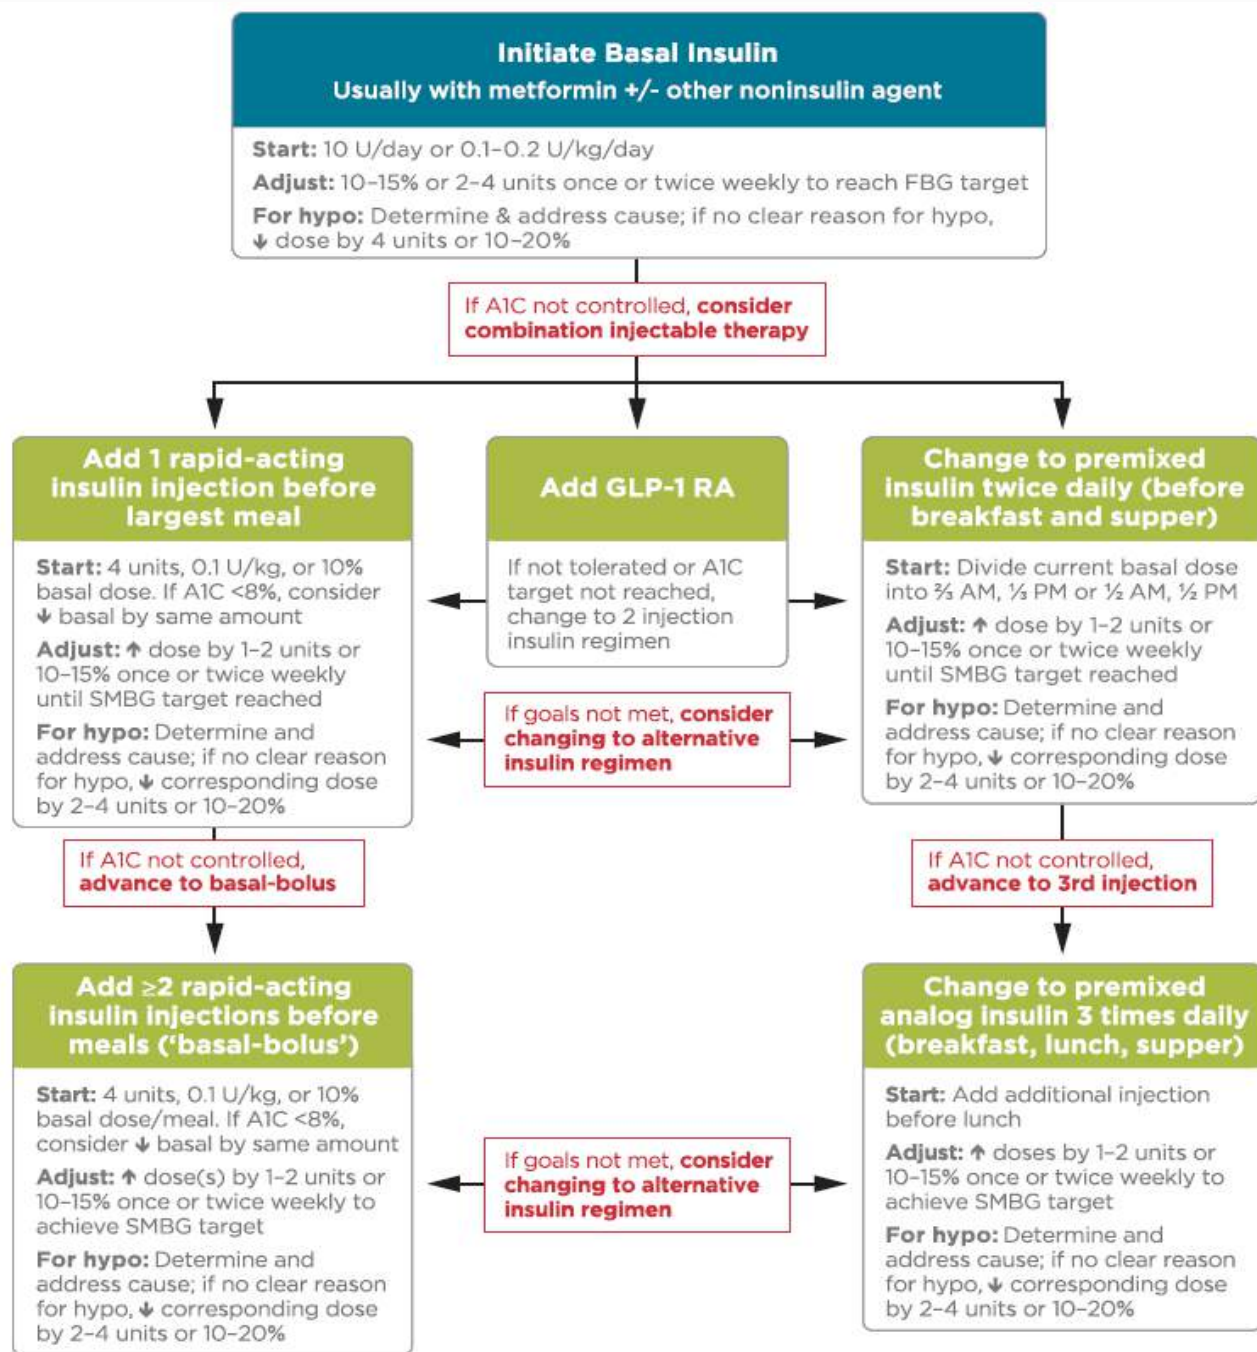 Initiate Basal Insulin
Usually with metformin +/- other noninsulin agent
Start: 10 U/day or 0.1–0.2 U/kg/day
Adjust: 10–15% or 2–4 units once or twice weekly to reach FBG target
For hypo: Determine & address cause; if no clear reason for hypo,
↓ dose by 4 units or 10–20%
If A1C not controlled, consider
combination injectable therapy
Add 1 rapid-acting
insulin injection before
largest meal
Start: 4 units, 0.1 U/kg, or 10%
basal dose. If A1C <8%, consider
↓ basal by same amount
Adjust: ↑ dose by 1–2 units or
10–15% once or twice weekly
until SMBG target reached
For hypo: Determine and
address cause; if no clear reason
for hypo, ↓ corresponding dose
by 2–4 units or 10–20%
Add GLP-1 RA
If not tolerated or A1C
target not reached,
change to 2 injection
insulin regimen
Change to premixed
insulin twice daily (before
breakfast and supper)
Start: Divide current basal dose
into ⅔ AM, ⅓ PM or ½ AM, ½ PM
Adjust: ↑ dose by 1–2 units or
10–15% once or twice weekly
until SMBG target reached
For hypo: Determine and
address cause; if no clear reason
for hypo, ↓ corresponding dose
by 2–4 units or 10–20%
If goals not met, consider
changing to alternative
insulin regimen
If A1C not controlled,
advance to basal-bolus
If A1C not controlled,
advance to 3rd injection
Add ≥2 rapid-acting
insulin injections before
meals (‘basal-bolus’)
Start: 4 units, 0.1 U/kg, or 10%
basal dose/meal. If A1C <8%,
consider ↓ basal by same amount
Adjust: ↑ dose(s) by 1–2 units or
10–15% once or twice weekly to
achieve SMBG target
For hypo: Determine and
address cause; if no clear reason
for hypo, ↓ corresponding dose
by 2–4 units or 10–20%
If goals not met, consider
changing to alternative
insulin regimen
Change to premixed
analog insulin 3 times daily
(breakfast, lunch, supper)
Start: Add additional injection
before lunch
Adjust: ↑ doses by 1–2 units or
10–15% once or twice weekly to
achieve SMBG target
For hypo: Determine and
address cause; if no clear reason
for hypo, ↓ corresponding dose
by 2–4 units or 10–20%